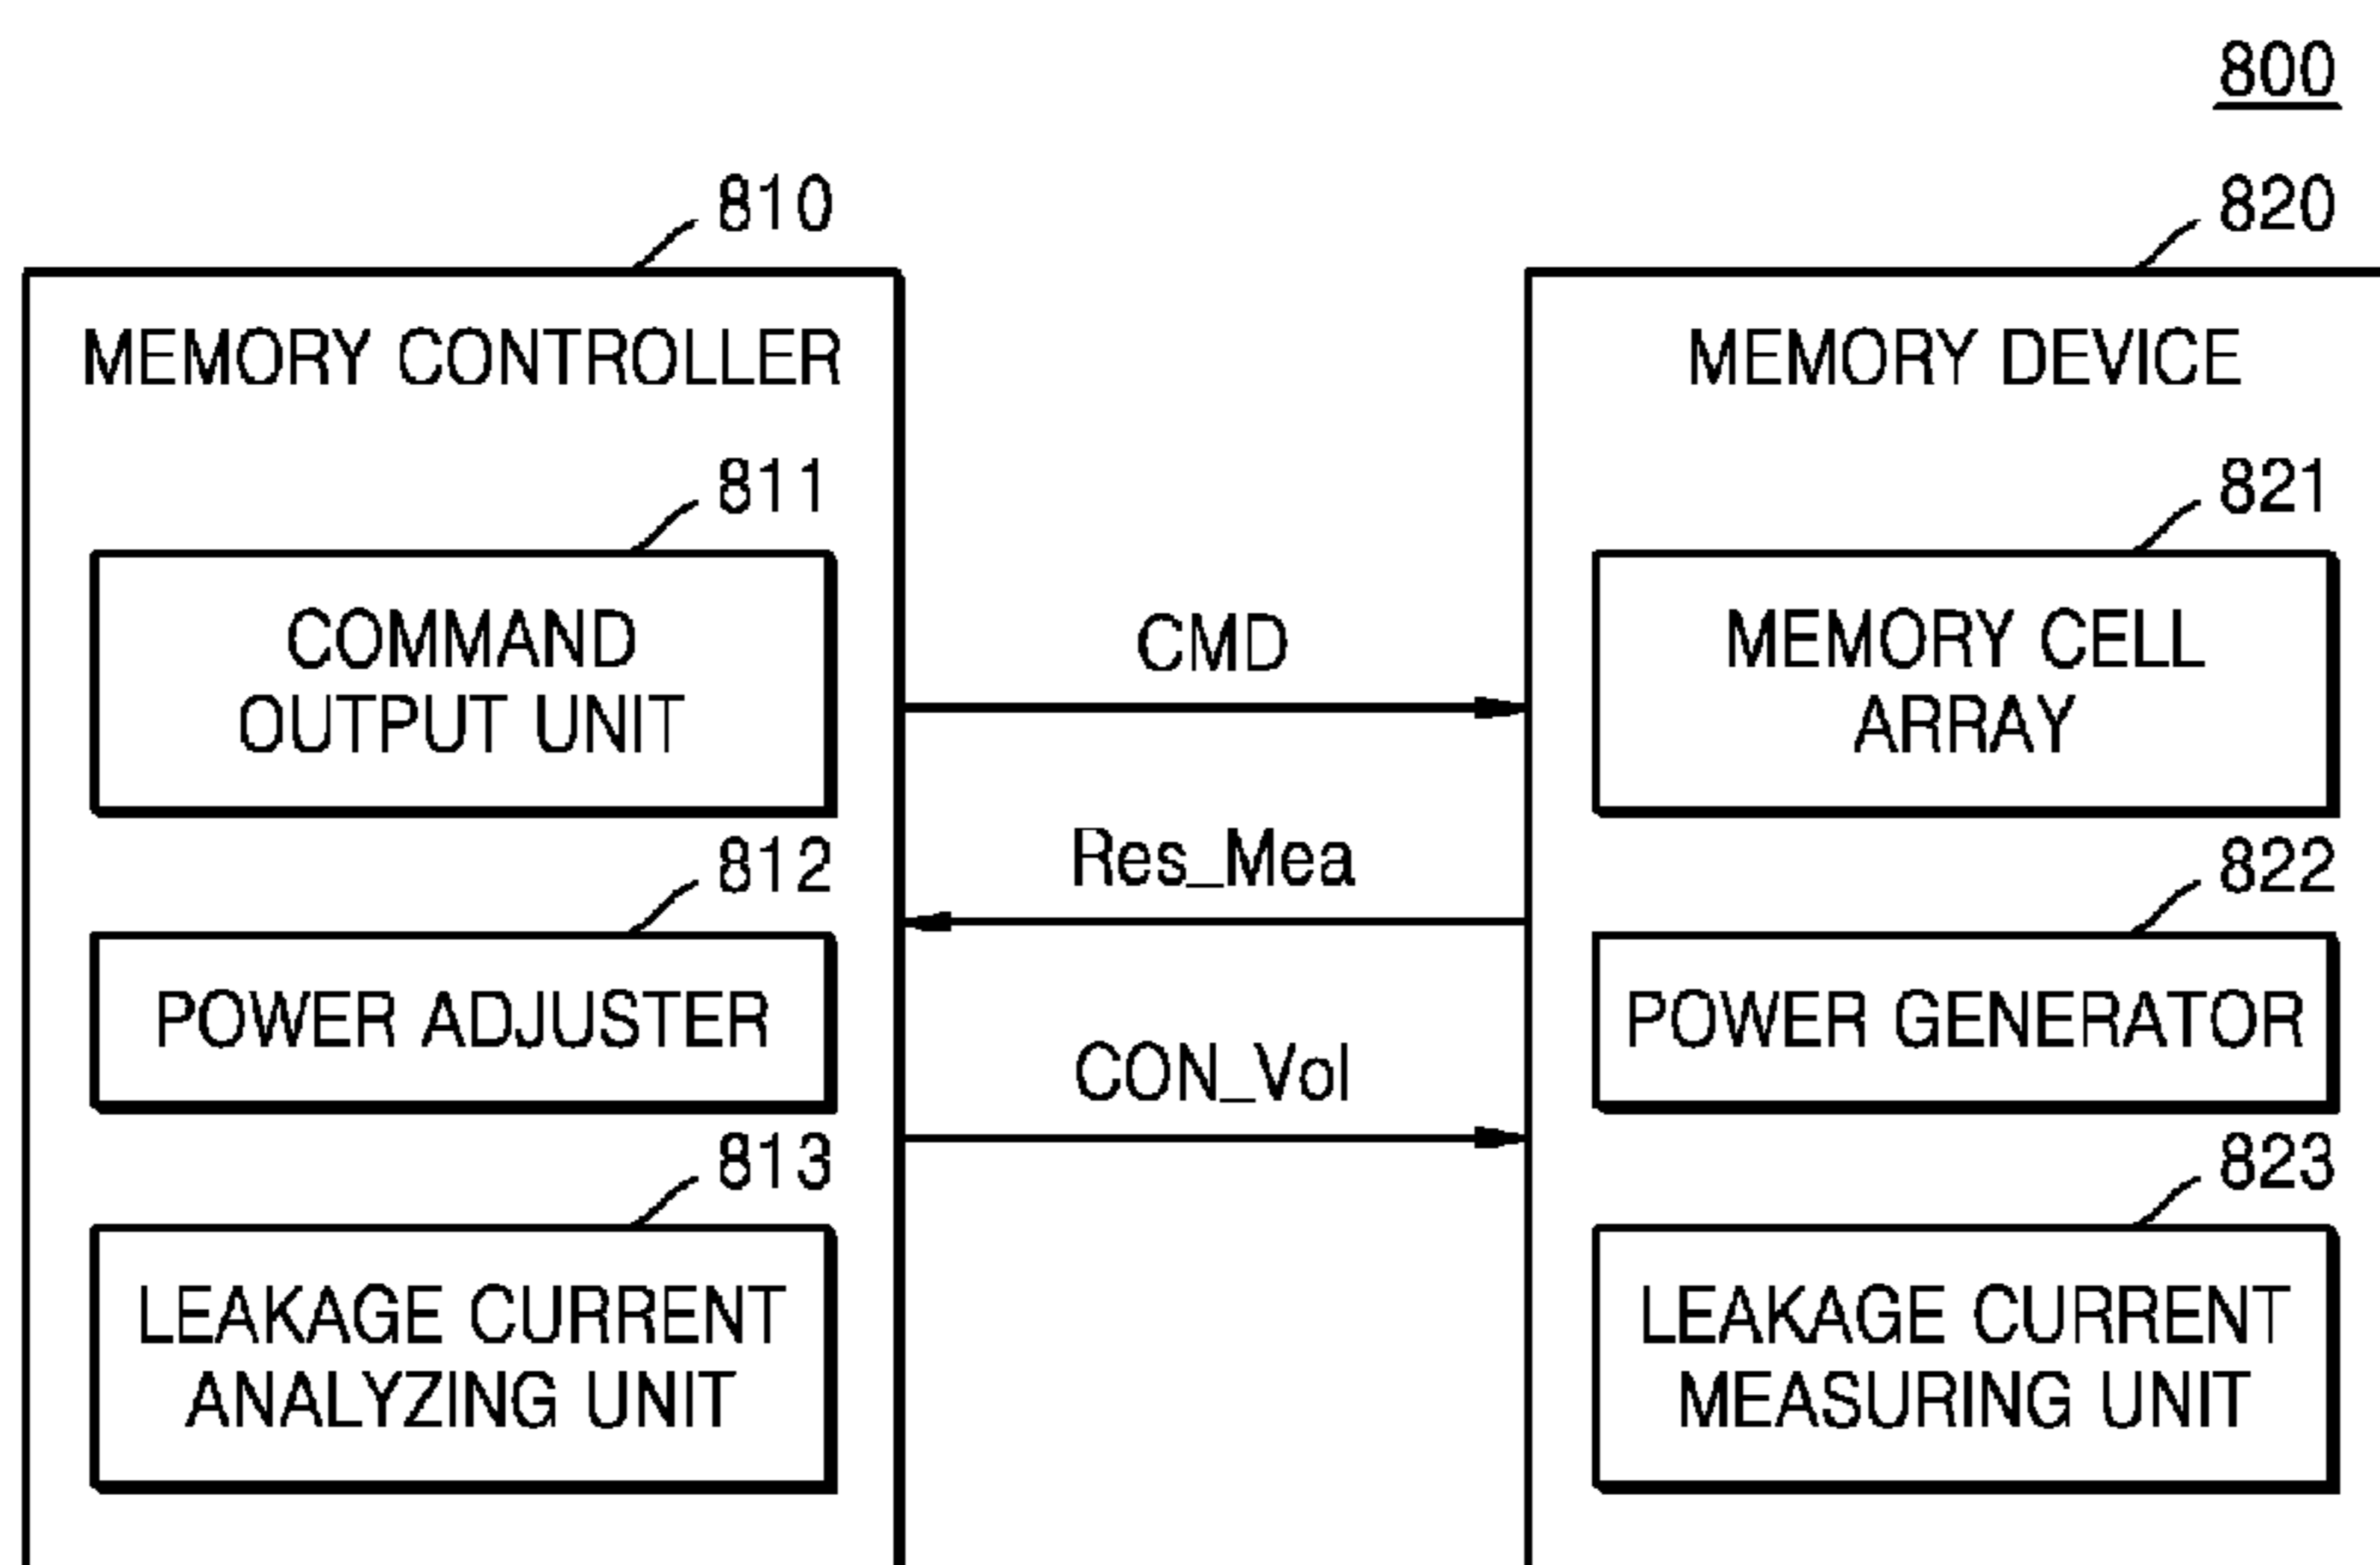 800
810
820
MEMORY CONTROLLER
MEMORY DEVICE
811
821
COMMAND
OUTPUT UNIT
CMD
MEMORY CELL
ARRAY
812
Res_Mea
822
POWER ADJUSTER
POWER GENERATOR
CON_Vol
813
823
LEAKAGE CURRENT
ANALYZING UNIT
LEAKAGE CURRENT
MEASURING UNIT